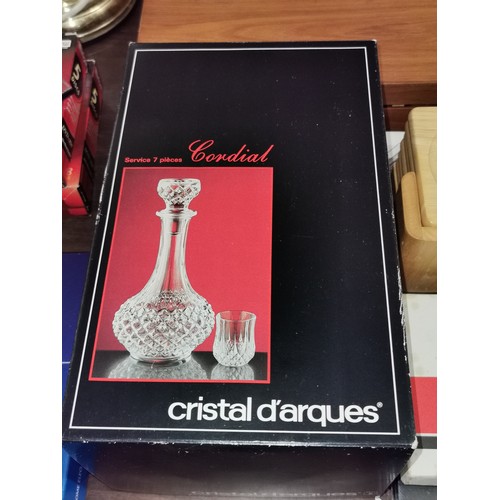 Service 7 pièces Cordial
cristal d'arques®